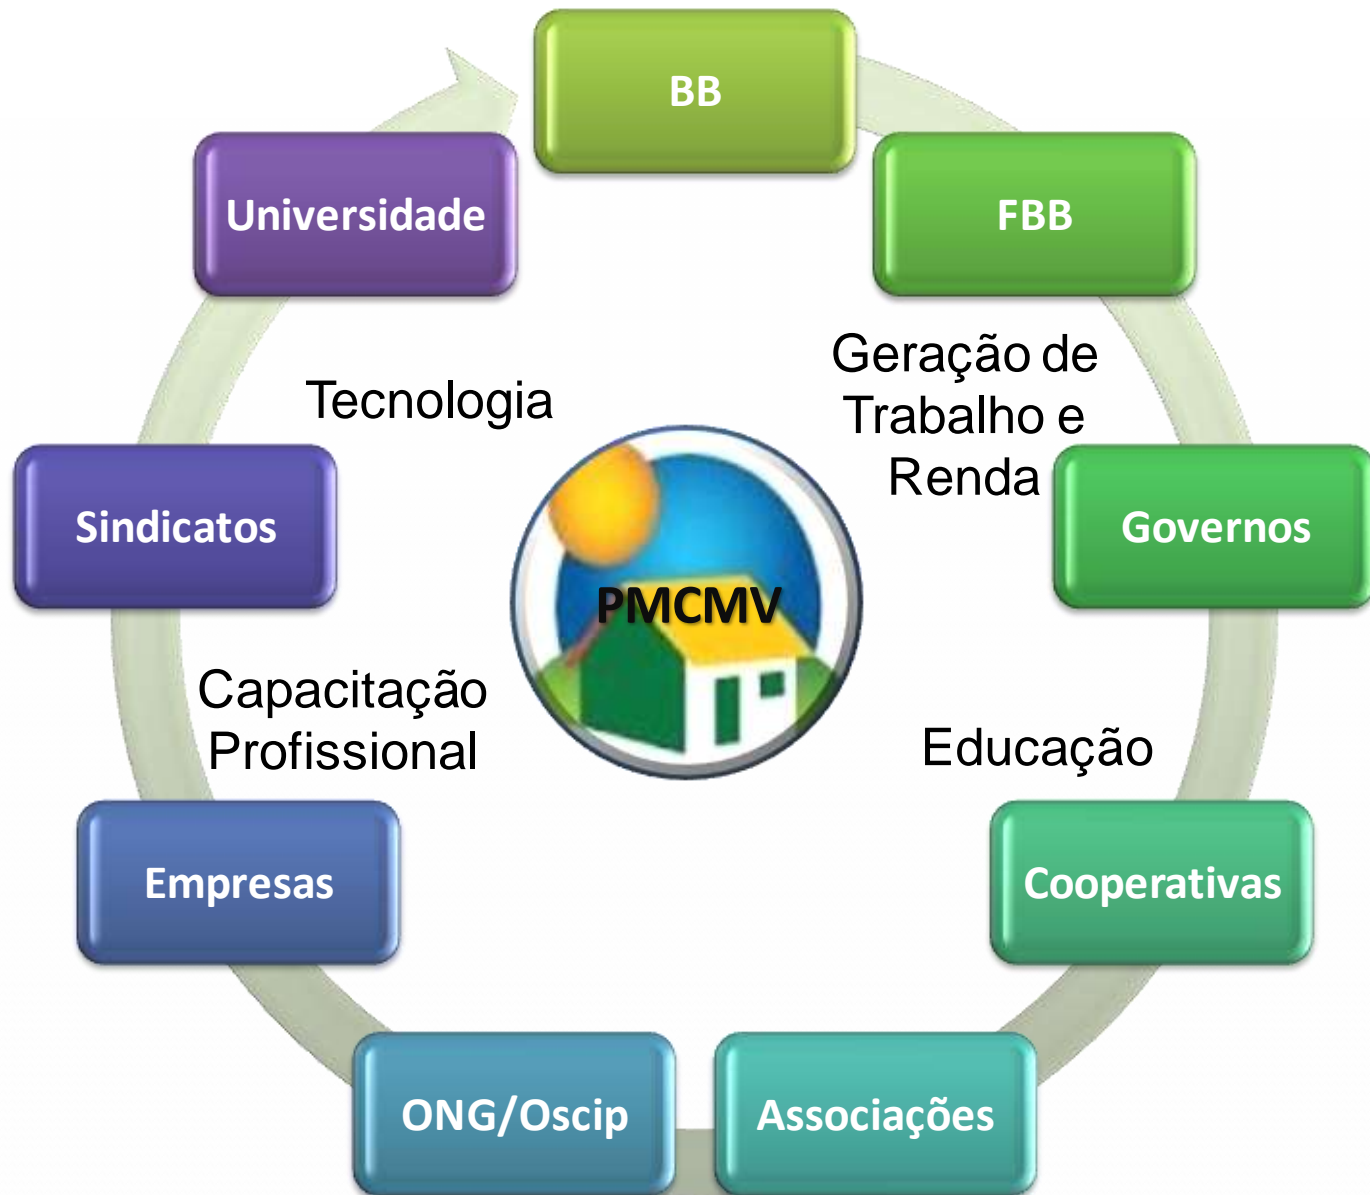 BB
Universidade
FBB
Geração de
Trabalho e
Renda
Tecnologia
Sindicatos
Governos
PMCMV
Capacitação
Profissional
Educação
Empresas
Cooperativas
ONG/Oscip
Associações